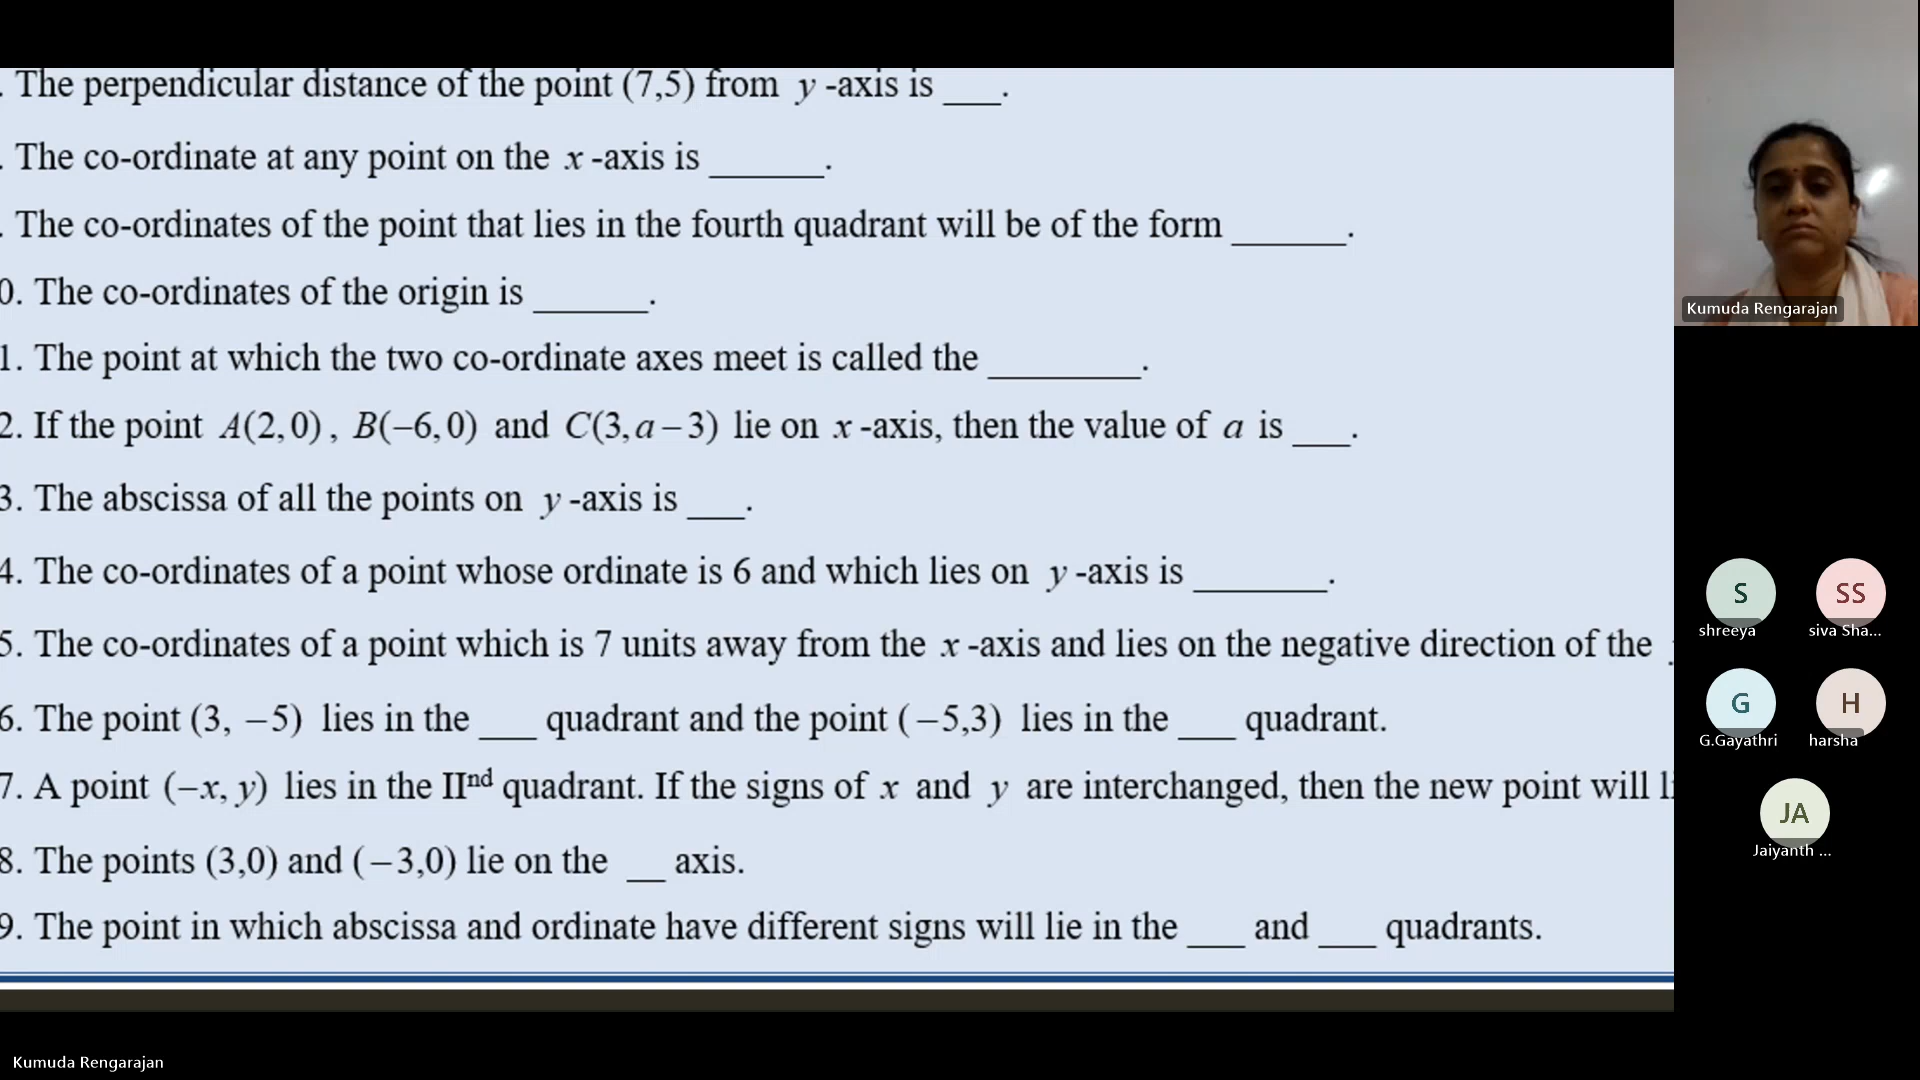 . The perpendicular distance of the point (7,5) from y -axis is ___.
. The co-ordinate at any point on the x -axis is ______.
. The co-ordinates of the point that lies in the fourth quadrant will be of the form ______.
0. The co-ordinates of the origin is ______.
1. The point at which the two co-ordinate axes meet is called the ________.
2. If the point A(2,0), B(−6,0) and C(3,a−3) lie on x -axis, then the value of a is ___.
3. The abscissa of all the points on y -axis is ___.
4. The co-ordinates of a point whose ordinate is 6 and which lies on y -axis is _______.
5. The co-ordinates of a point which is 7 units away from the x -axis and lies on the negative direction of the
6. The point (3, −5) lies in the ___ quadrant and the point (−5,3) lies in the ___ quadrant.
7. A point (−x, y) lies in the IInd quadrant. If the signs of x and y are interchanged, then the new point will
8. The points (3,0) and (−3,0) lie on the __ axis.
9. The point in which abscissa and ordinate have different signs will lie in the ___ and ___ quadrants.
Kumuda Rengarajan
S SS
shreeya siva Sha...
G H
G.Gayathri harsha
JA
Jaiyanth ...
Kumuda Rengarajan